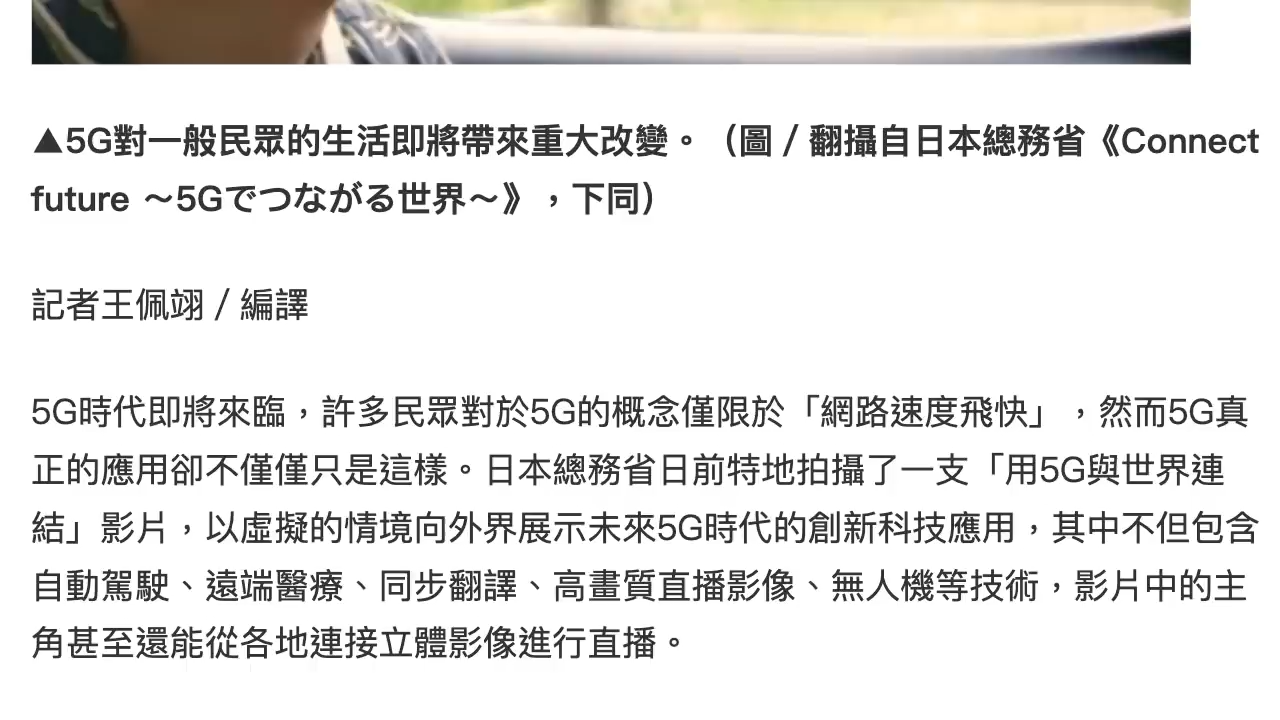 ▲5G對一般民眾的生活即將帶來重大改變。（圖／翻攝自日本總務省《Connect
future ～5Gでつながる世界～》，下同）
記者王佩翊／編譯
5G時代即將來臨，許多民眾對於5G的概念僅限於「網路速度飛快」，然而5G真
正的應用卻不僅僅只是這樣。日本總務省日前特地拍攝了一支「用5G與世界連
結」影片，以虛擬的情境向外界展示未來5G時代的創新科技應用，其中不但包含
自動駕駛、遠端醫療、同步翻譯、高畫質直播影像、無人機等技術，影片中的主
角甚至還能從各地連接立體影像進行直播。